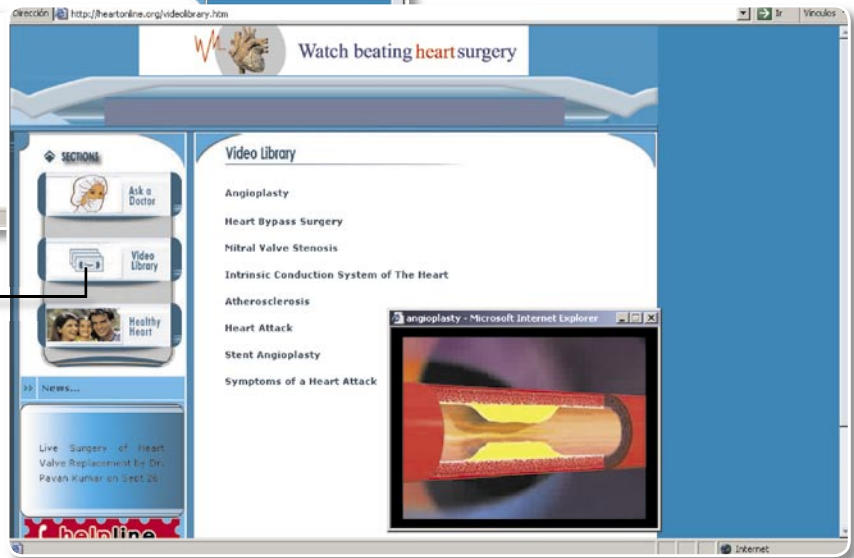 Dirección http://heartonline.org/videolibrary.htm Ir Vínculos
Watch beating heart surgery
SECTIONS
Ask a
Doctor
Video
Library
Healthy
Heart
>> News...
Live Surgery of Heart
Valve Replacement by Dr.
Pavan Kumar on Sept 26
helpline
Video Library
Angioplasty
Heart Bypass Surgery
Mitral Valve Stenosis
Intrinsic Conduction System of The Heart
Atherosclerosis
Heart Attack
Stent Angioplasty
Symptoms of a Heart Attack
angioplasty - Microsoft Internet Explorer
Internet